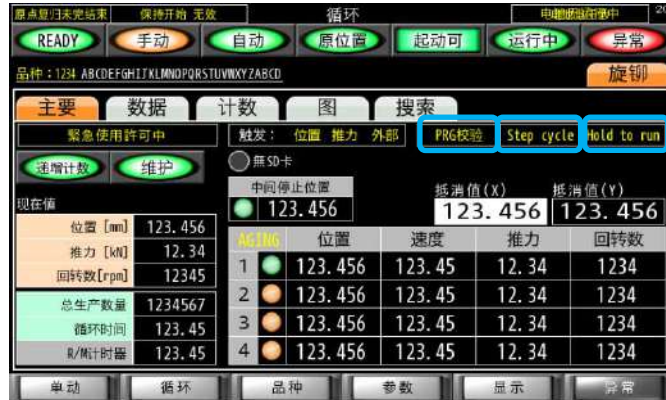 原点复归未完结束 保持开始 无效 循环
READY 手动 自动 原位置 起动可 运行中 异常
品种：1234 ABCDEFGHIJKLMNOPQRSTUVWXYZABCD 旋铆
主要 数据 计数 图 搜索
緊急使用許可中 触发： 位置 推力 外部 PRG校验 Step cycle Hold to run
递增计数 维护 無SD卡
中间停止位置 抵消值(X) 抵消值(Y)
123.456 123.456 123.456
现在值
位置 [mm] 123.456
推力 [kN] 12.34
回转数[rpm] 12345
总生产数量 1234567
循环时间 123.45
R/M计时器 123.45
AGING 位置 速度 推力 回转数
1 123.456 123.45 12.34 1234
2 123.456 123.45 12.34 1234
3 123.456 123.45 12.34 1234
4 123.456 123.45 12.34 1234
单动 循环 品种 参数 显示 异常